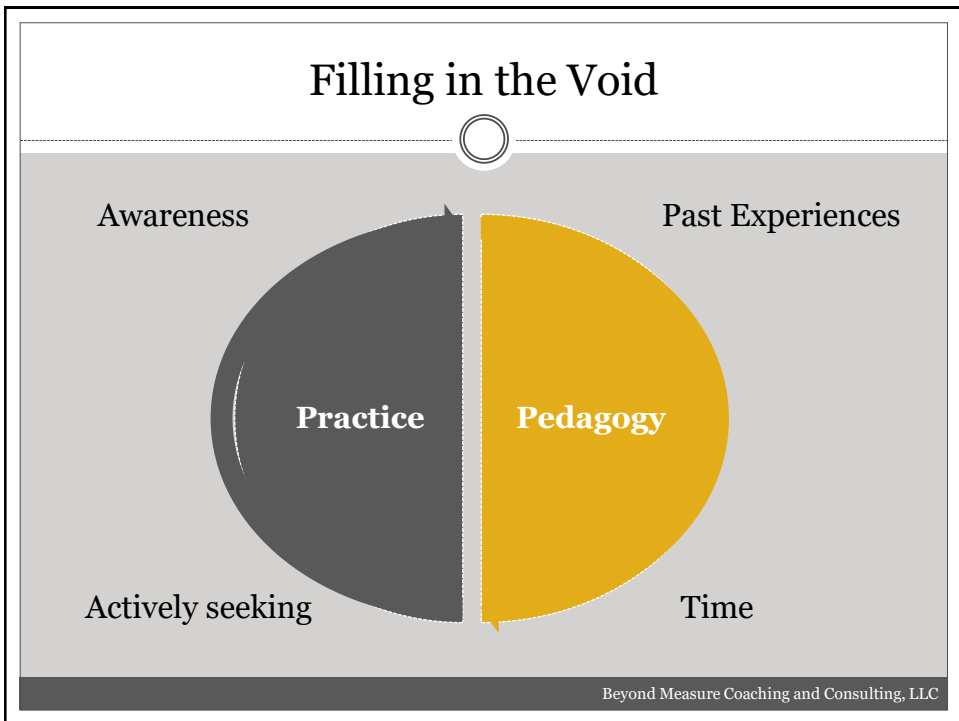 Filling in the Void
Awareness
Past Experiences
Practice
Pedagogy
Actively seeking
Time
Beyond Measure Coaching and Consulting, LLC